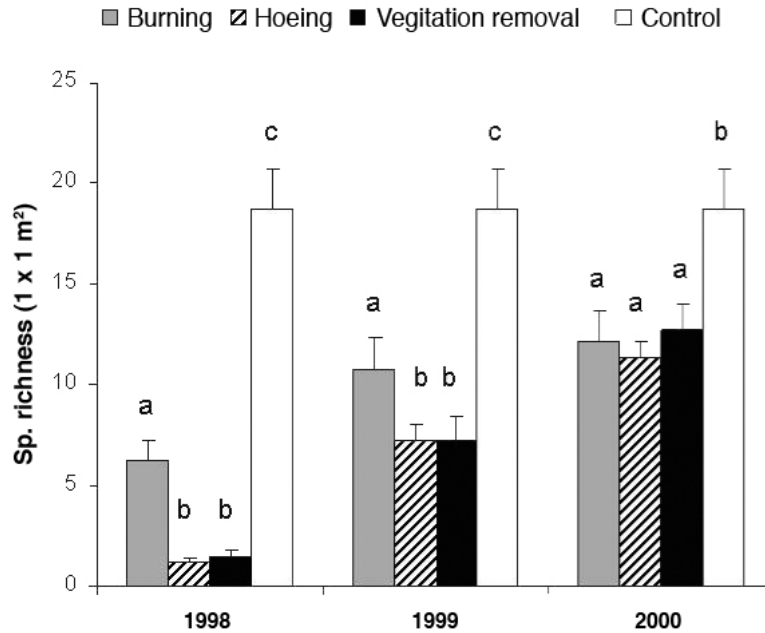 Burning Hoeing Vegitation removal Control
Sp. richness (1 x 1 m²)
25
20
15
10
5
0
c c b
a a a a
b b
a
b b
1998 1999 2000